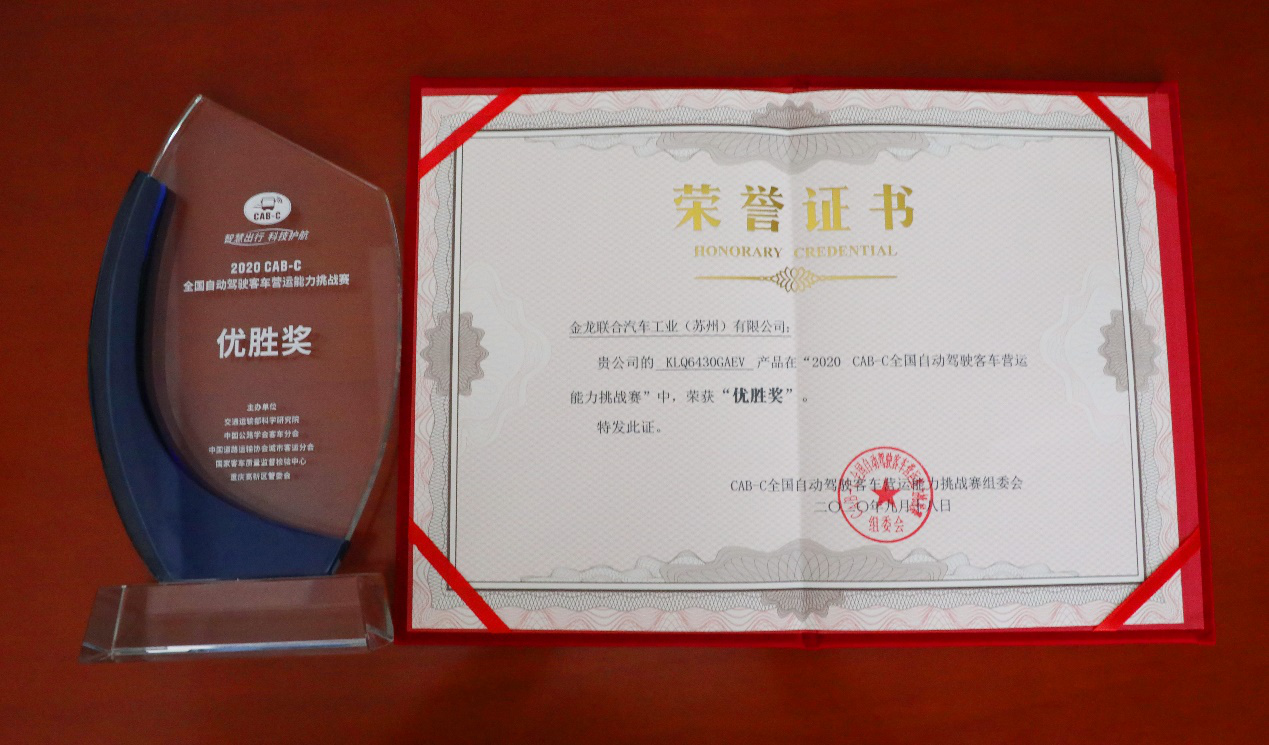 CAB-C
智慧出行 科技护航
2020 CAB-C
全国自动驾驶客车营运能力挑战赛
优胜奖
主办单位
交通运输部科学研究院
中国公路学会客车分会
中国道路运输协会城市客运分会
国家客车质量监督检验中心
重庆高新区管委会
荣誉证书
HONORARY CREDENTIAL
金龙联合汽车工业（苏州）有限公司：
贵公司的 KLQ6430GAEV 产品在“2020 CAB-C全国自动驾驶客车营运
能力挑战赛”中，荣获“优胜奖”。
特发此证。
CAB-C全国自动驾驶客车营运能力挑战赛组委会
二〇二〇年九月 八日
组委会